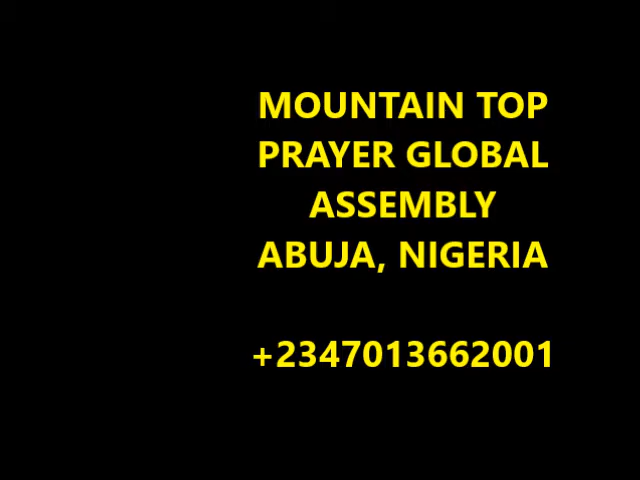 MOUNTAIN TOP
PRAYER GLOBAL
ASSEMBLY
ABUJA, NIGERIA
+2347013662001